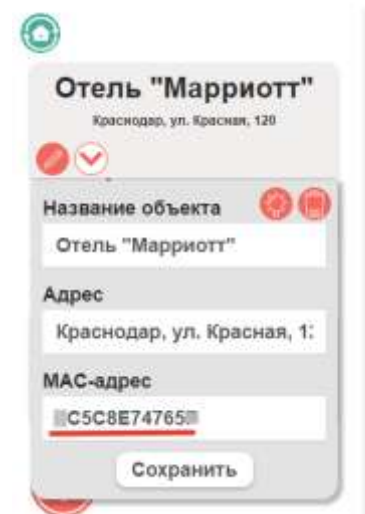 Отель "Марриотт"
Краснодар, ул. Красная, 120
Название объекта
Отель "Марриотт"
Адрес
Краснодар, ул. Красная, 1
MAC-адрес
C5C8E74765
Сохранить